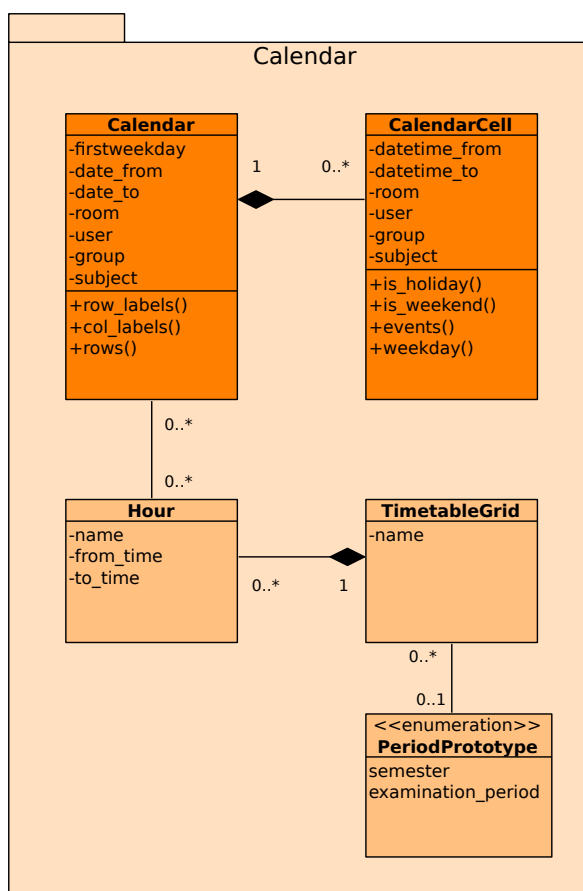 Calendar
Calendar
-firstweekday
-date_from
-date_to
-room
-user
-group
-subject
+row_labels()
+col_labels()
+rows()
1
0..*
CalendarCell
-datetime_from
-datetime_to
-room
-user
-group
-subject
+is_holiday()
+is_weekend()
+events()
+weekday()
0..*
0..*
Hour
-name
-from_time
-to_time
0..*
1
TimetableGrid
-name
0..*
0..1
<<enumeration>>
PeriodPrototype
semester
examination_period